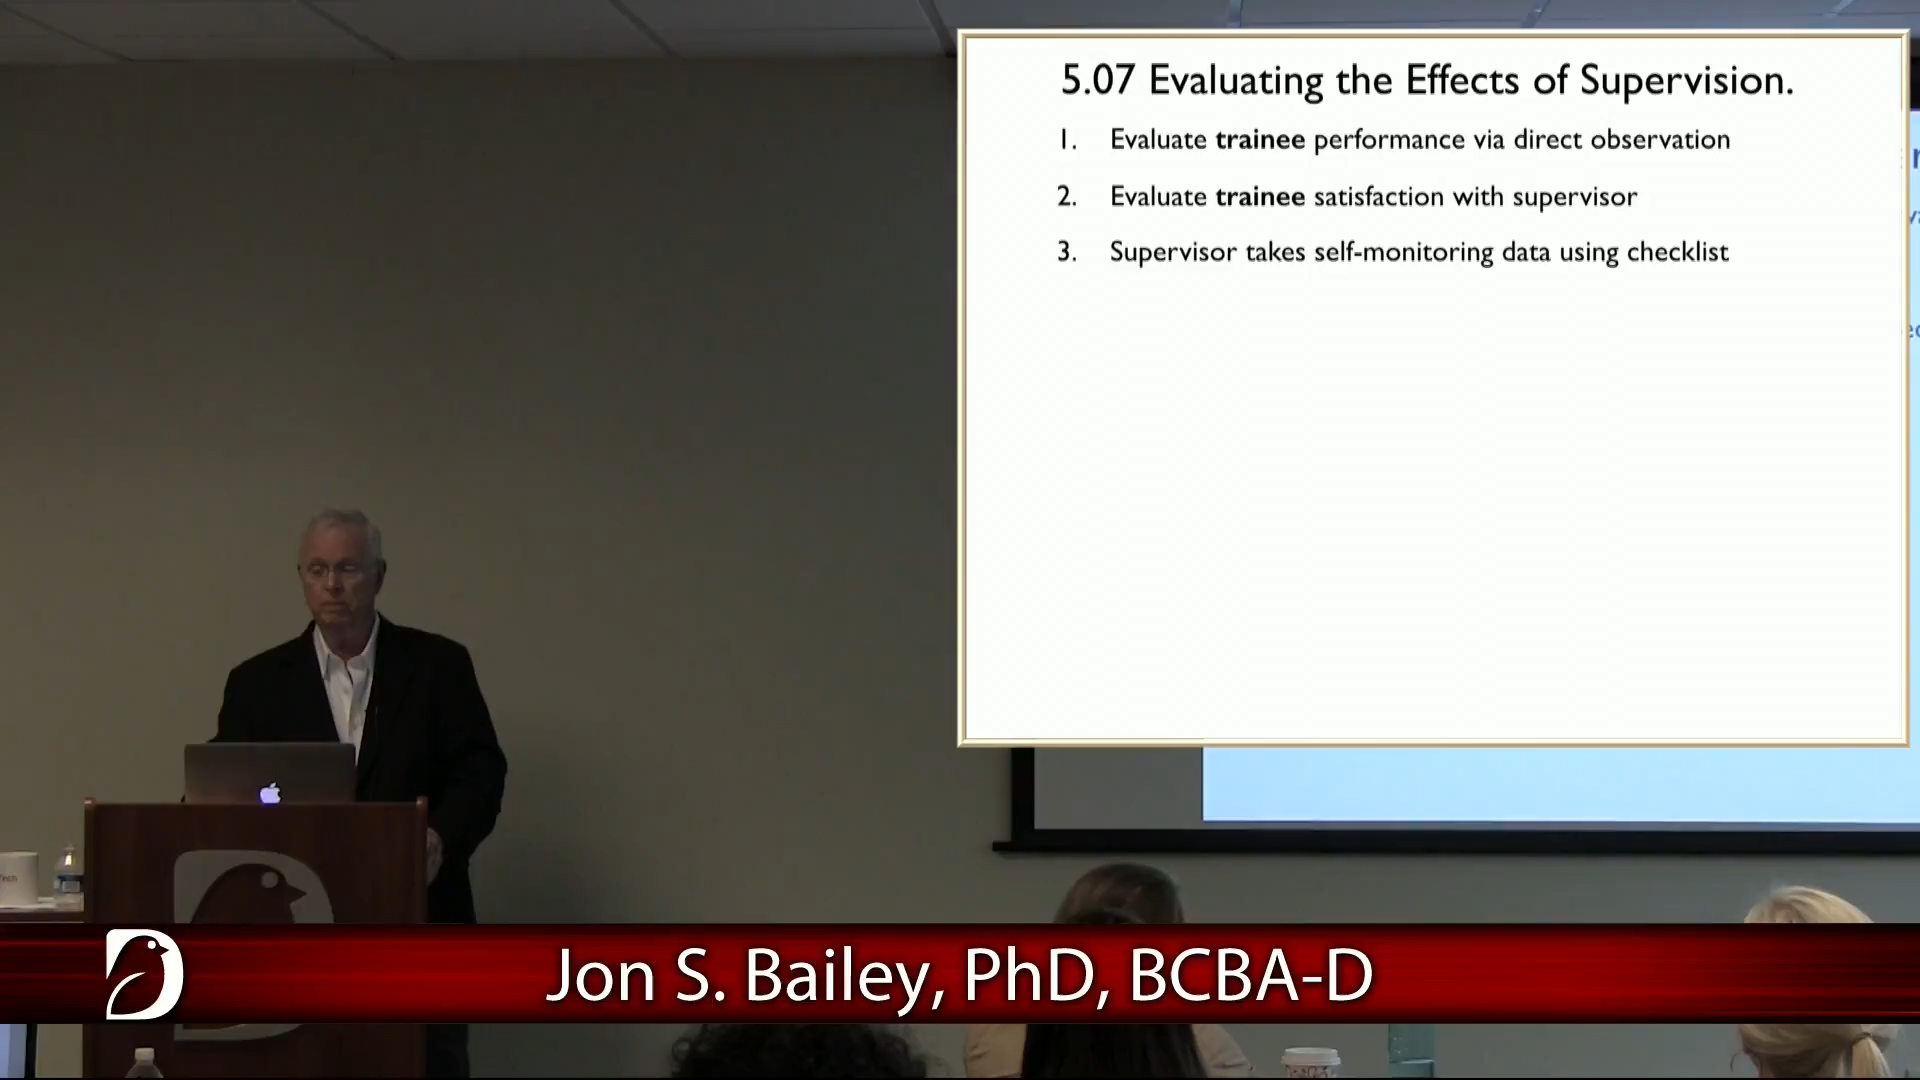 5.07 Evaluating the Effects of Supervision.
1. Evaluate trainee performance via direct observation
2. Evaluate trainee satisfaction with supervisor
3. Supervisor takes self-monitoring data using checklist
Jon S. Bailey, PhD, BCBA-D